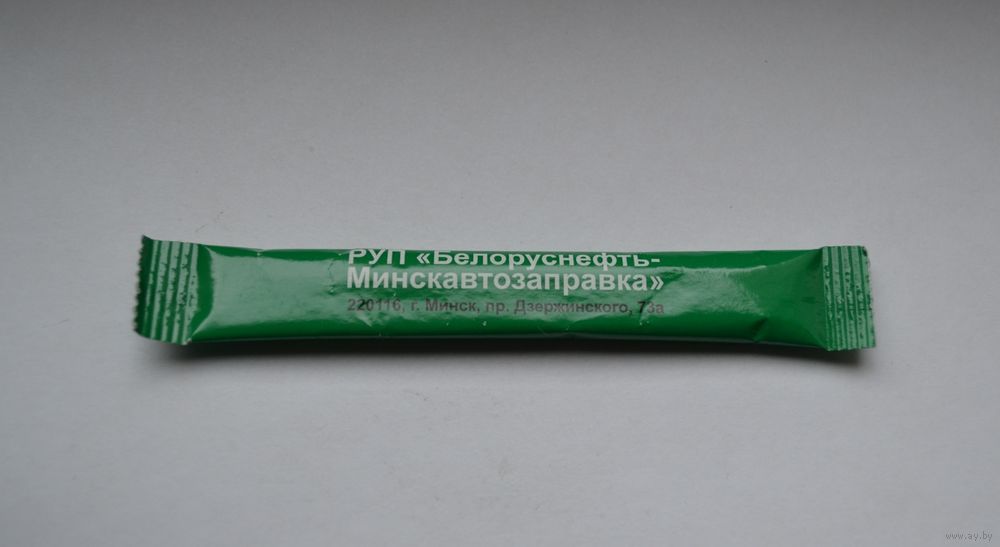 РУП «Белоруснефть-
Минскавтозаправка»
220116, г. Минск, пр. Дзержинского, 73а
www.ay.by